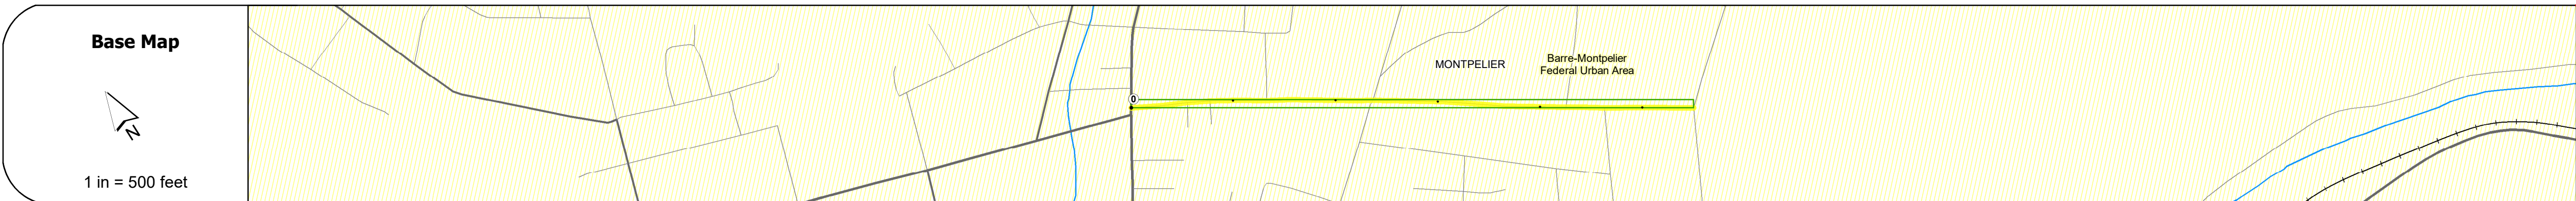 Base Map
N
1 in = 500 feet
0
MONTPELIER
Barre-Montpelier
Federal Urban Area